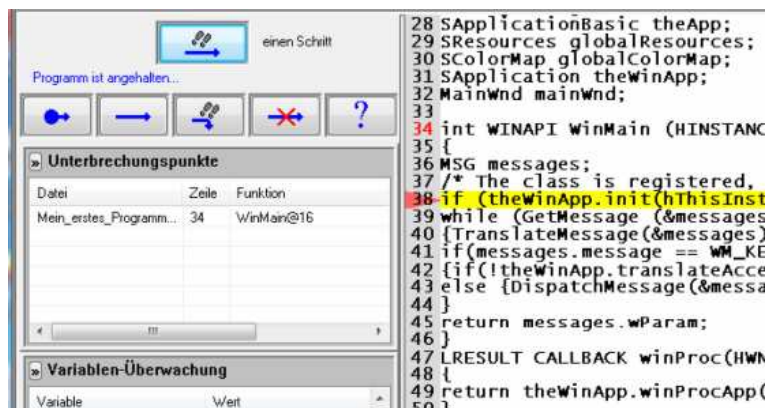 einen Schritt
Programm ist angehalten...
?
» Unterbrechungspunkte
Datei Zeile Funktion
Mein_erstes_Programm... 34 WinMain@16
» Variablen-Überwachung
Variable Wert
28 SApplicationBasic theApp;
29 SResources globalResources;
30 SColorMap globalColorMap;
31 SApplication theWinApp;
32 MainWnd mainWnd;
33
34 int WINAPI WinMain (HINSTANC
35 {
36 MSG messages;
37 /* The class is registered,
38 if (theWinApp.init(hThisInst
39 while (GetMessage (&messages
40 {TranslateMessage(&messages)
41 if(messages.message == WM_KE
42 {if(!theWinApp.translateAcce
43 else {DispatchMessage(&messa
44 }
45 return messages.wParam;
46 }
47 LRESULT CALLBACK winProc(HWN
48 {
49 return theWinApp.winProcApp(
50 }